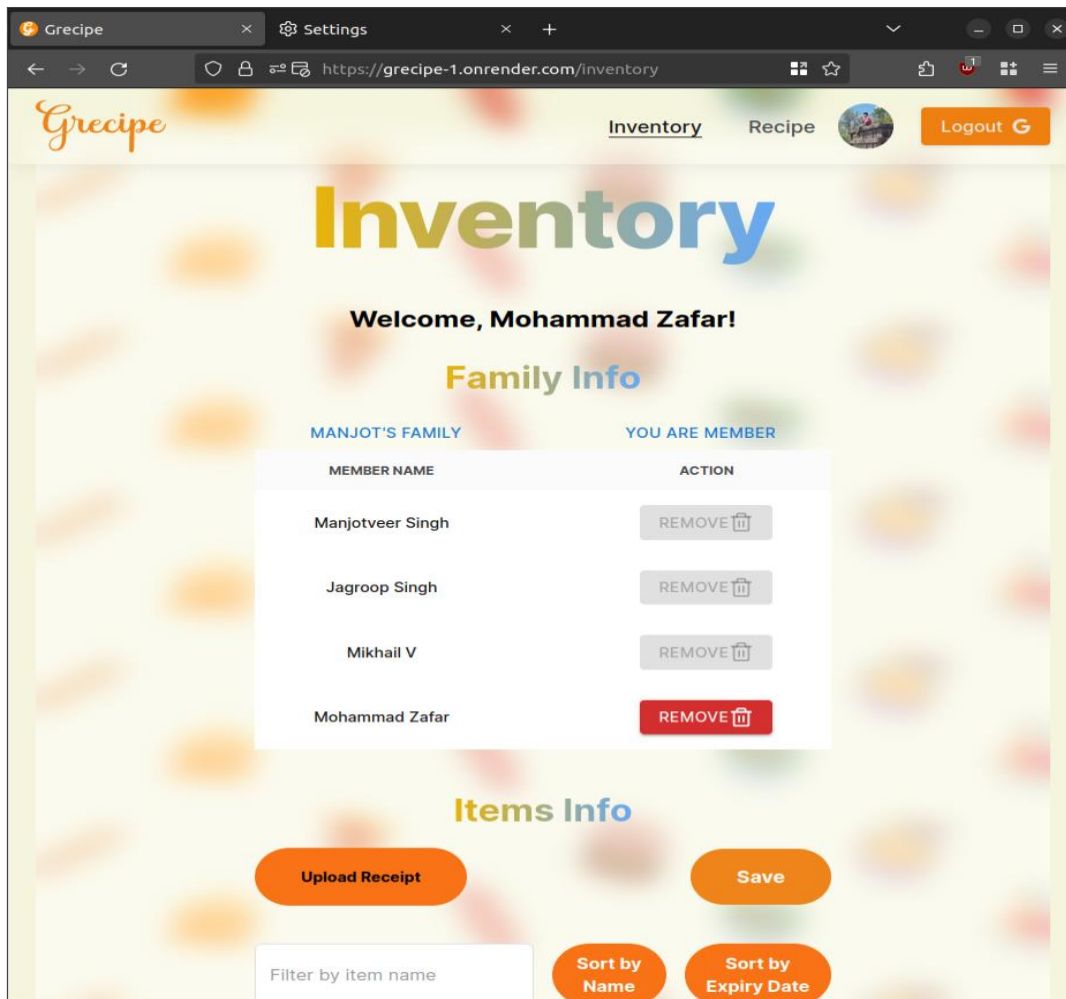 Grecipe
Settings
https://grecipe-1.onrender.com/inventory
1
Grecipe
Inventory Recipe Logout G
Inventory
Welcome, Mohammad Zafar!
Family Info
MANJOT'S FAMILY YOU ARE MEMBER
MEMBER NAME ACTION
Manjotveer Singh REMOVE
Jagroop Singh REMOVE
Mikhail V REMOVE
Mohammad Zafar REMOVE
Items Info
Upload Receipt Save
Filter by item name
Sort by
Name
Sort by
Expiry Date